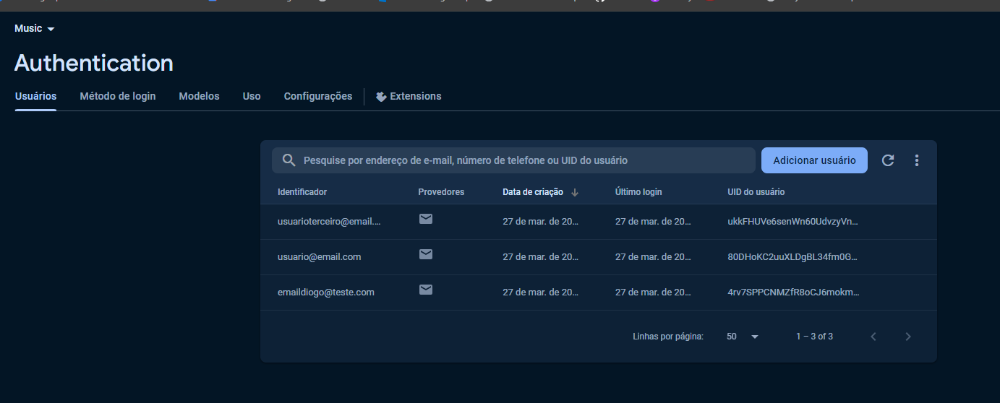 Music
Authentication
Usuários Método de login Modelos Uso Configurações Extensions
Pesquise por endereço de e-mail, número de telefone ou UID do usuário Adicionar usuário
Identificador Provedores Data de criação Último login UID do usuário
usuarioterceiro@email.... 27 de mar. de 20... 27 de mar. de 20... ukkFHUVe6senWn60UdvzyVn...
usuario@email.com 27 de mar. de 20... 27 de mar. de 20... 80DHoKC2uuXLDgBL34fm0G...
emaildiogo@teste.com 27 de mar. de 20... 27 de mar. de 20... 4rv7SPPCNMZfR8oCJ6mokm...
Linhas por página: 50 1 – 3 of 3